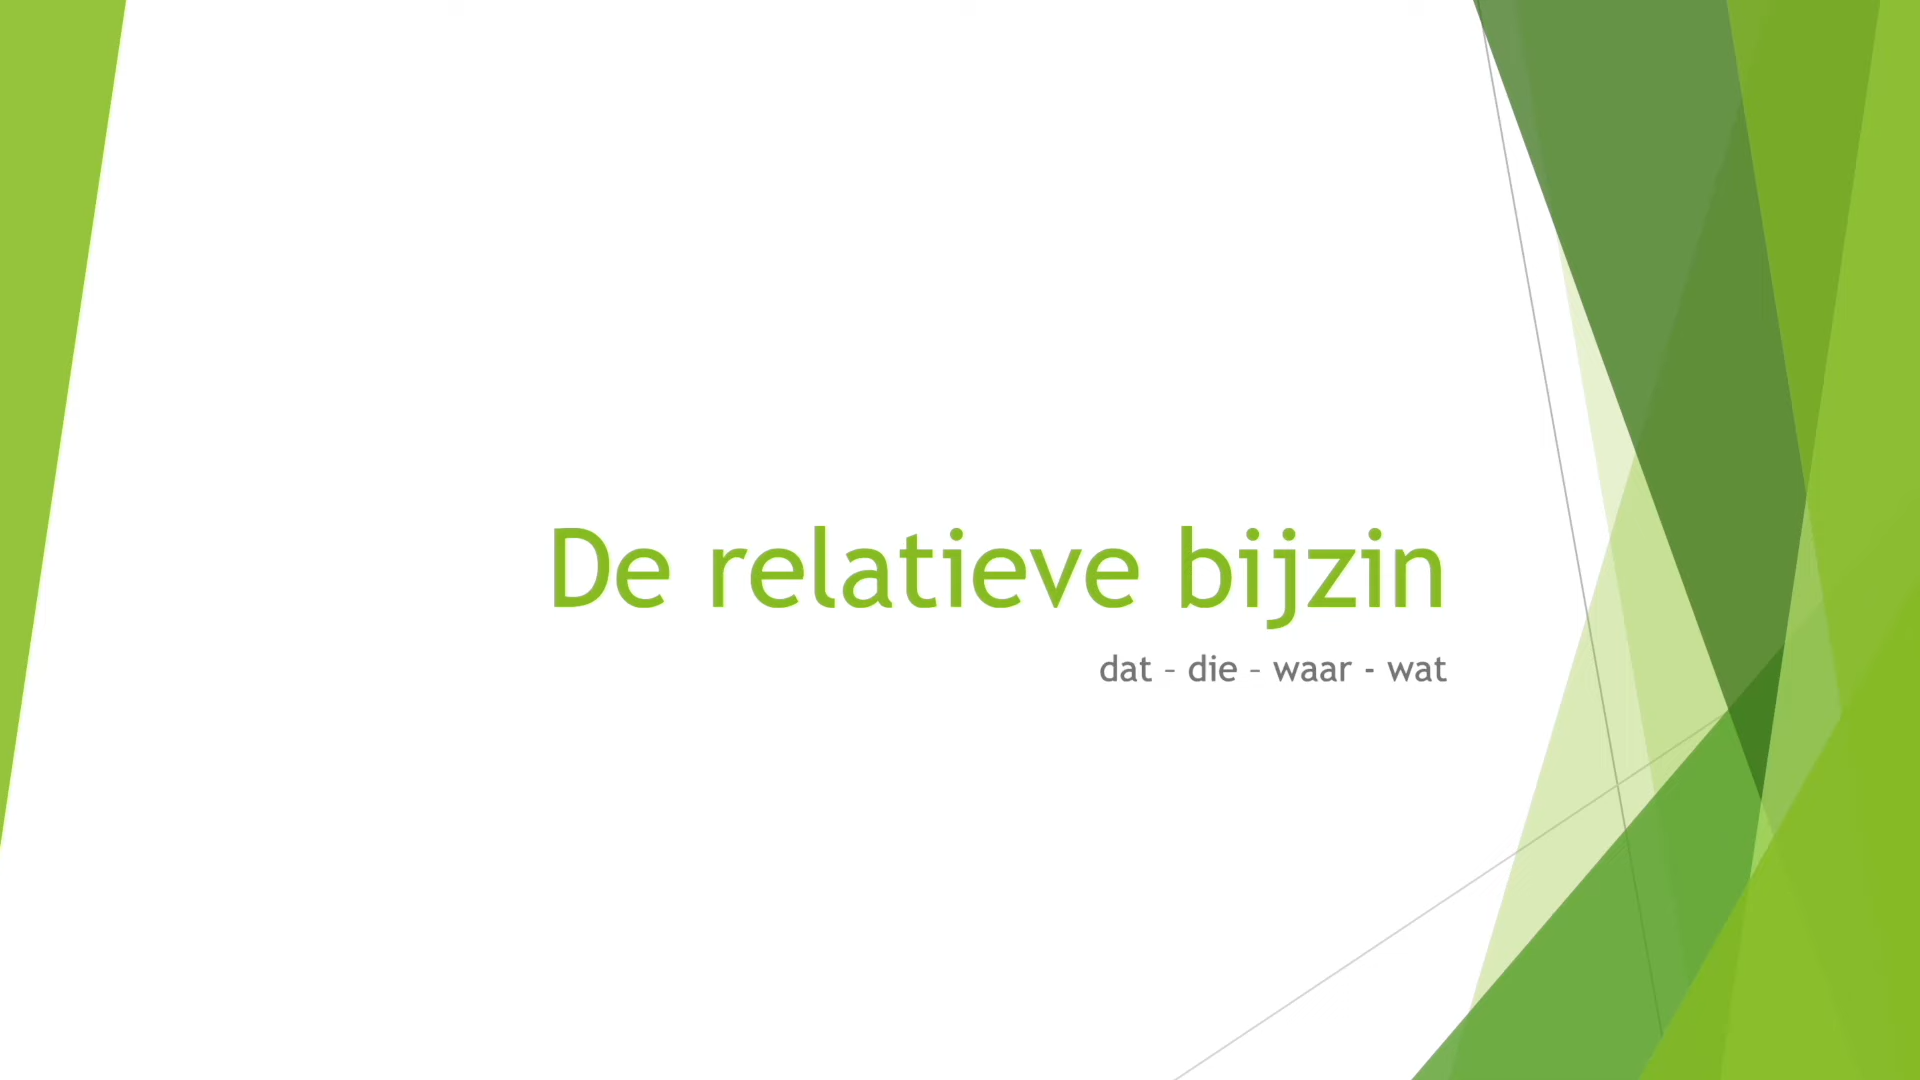 De relatieve bijzin
dat – die – waar - wat